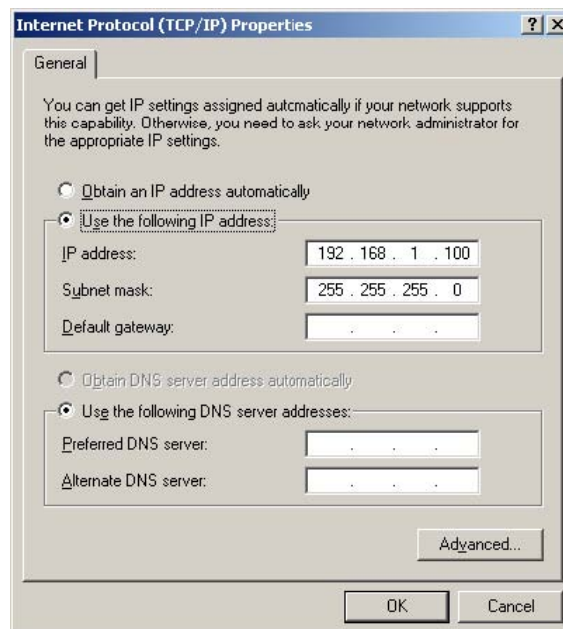 Internet Protocol (TCP/IP) Properties
General
You can get IP settings assigned automatically if your network supports
this capability. Otherwise, you need to ask your network administrator for
the appropriate IP settings.
Obtain an IP address automatically
Use the following IP address:
IP address: 192 . 168 . 1 . 100
Subnet mask: 255 . 255 . 255 . 0
Default gateway: . . .
Obtain DNS server address automatically
Use the following DNS server addresses:
Preferred DNS server: . . .
Alternate DNS server: . . .
Advanced...
OK Cancel